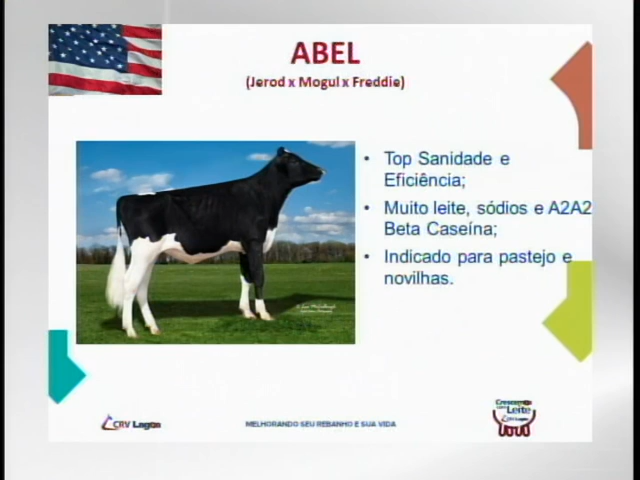 ABEL
(Jerod x Mogul x Freddie)
• Top Sanidade e
Eficiência;
• Muito leite, sódios e A2A2
Beta Caseína;
• Indicado para pastejo e
novilhas.
CRV Lagoa
MELHORANDO SEU REBANHO E SUA VIDA
Leite